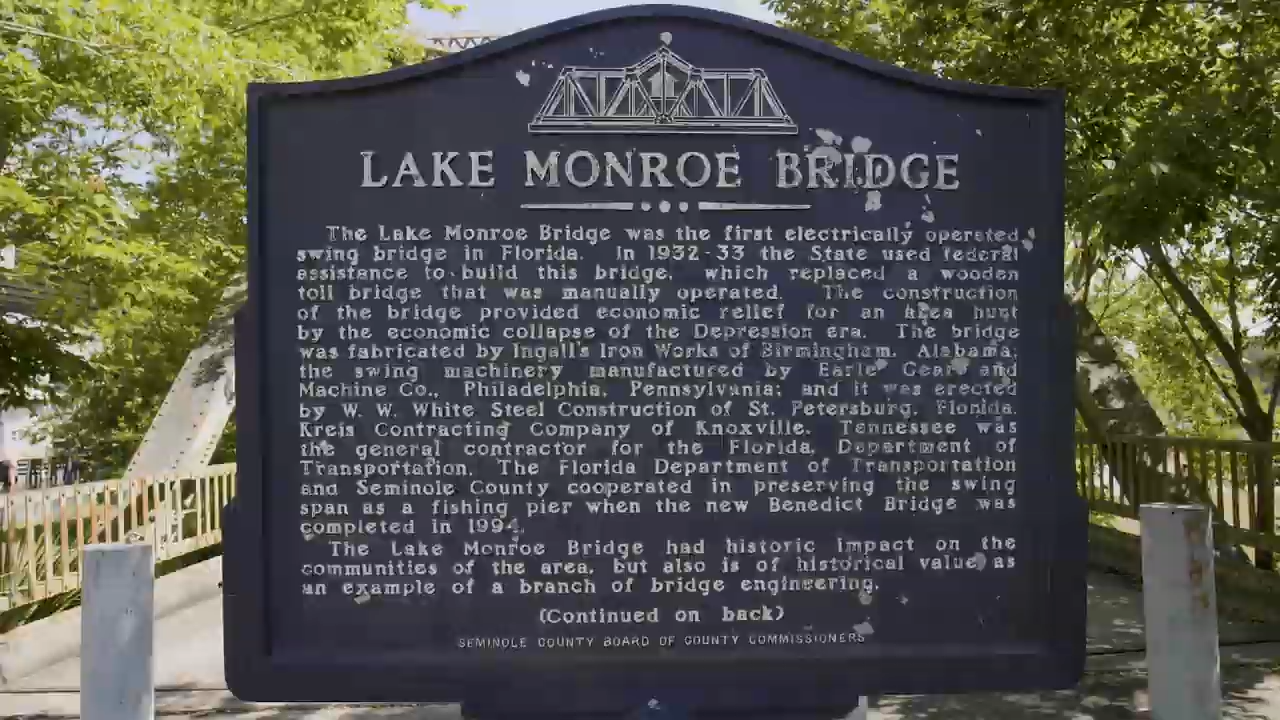 LAKE MONROE BRIDGE
The Lake Monroe Bridge was the first electrically operated
swing bridge in Florida. In 1932-33 the State used federal
assistance to build this bridge, which replaced a wooden
toll bridge that was manually operated. The construction
of the bridge provided economic relief for an area hurt
by the economic collapse of the Depression era. The bridge
was fabricated by Ingall's Iron Works of Birmingham, Alabama;
the swing machinery manufactured by Earle Gear and
Machine Co., Philadelphia, Pennsylvania; and it was erected
by W. W. White Steel Construction of St. Petersburg, Florida.
Kreis Contracting Company of Knoxville, Tennessee was
the general contractor for the Florida, Department of
Transportation. The Florida Department of Transportation
and Seminole County cooperated in preserving the swing
span as a fishing pier when the new Benedict Bridge was
completed in 1994.
The Lake Monroe Bridge had historic impact on the
communities of the area, but also is of historical value as
an example of a branch of bridge engineering.
(Continued on back)
SEMINOLE COUNTY BOARD OF COUNTY COMMISSIONERS